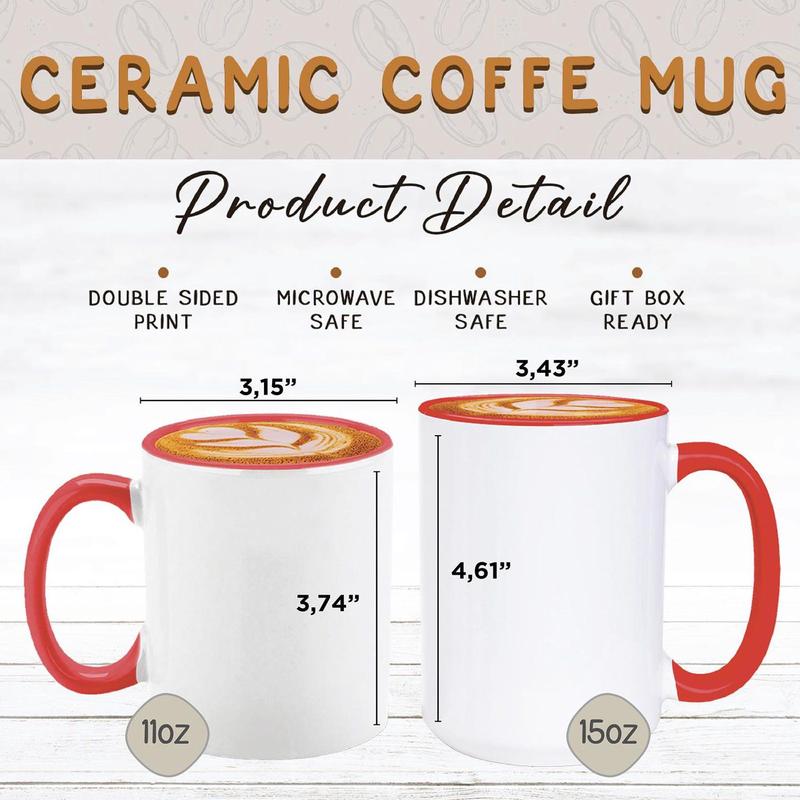 CERAMIC COFFE MUG
Product Detail
DOUBLE SIDED
PRINT
MICROWAVE
SAFE
DISHWASHER
SAFE
GIFT BOX
READY
3,15”
3,43”
3,74”
4,61”
11oz
15oz